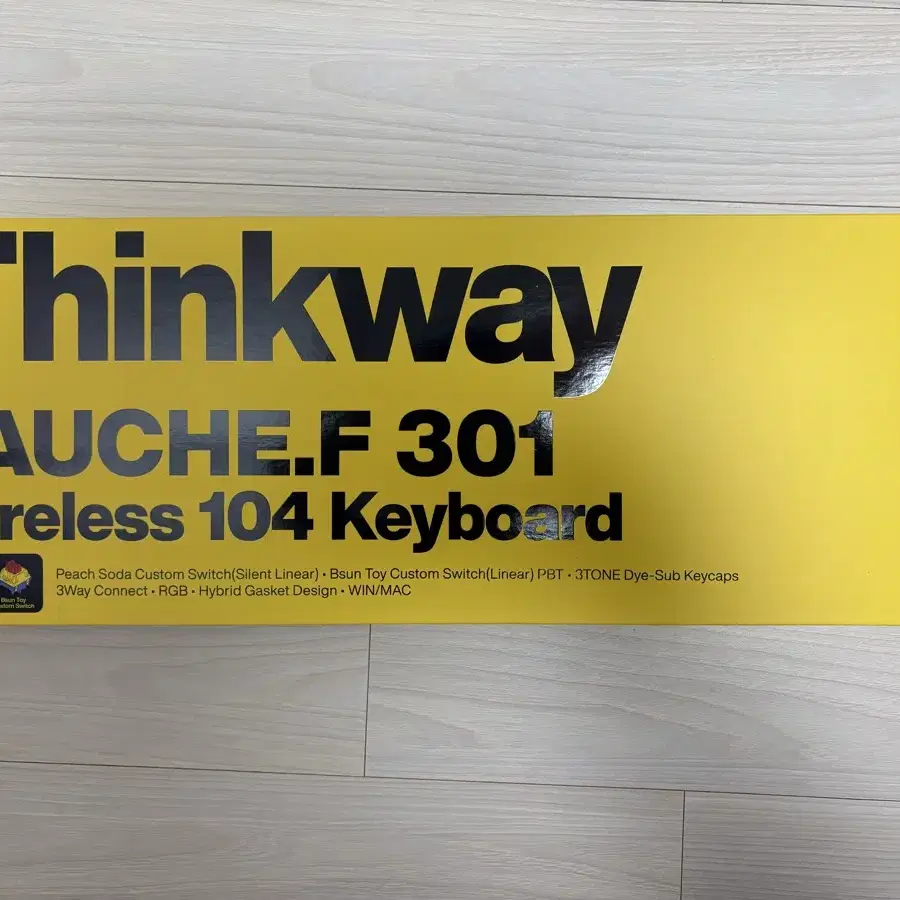 Thinkway
AUCHE.F 301
reless 104 Keyboard
Peach Soda Custom Switch(Silent Linear) • Bsun Toy Custom Switch(Linear) PBT • 3TONE Dye-Sub Keycaps
3Way Connect • RGB • Hybrid Gasket Design • WIN/MAC
Bsun Toy
stom Switch